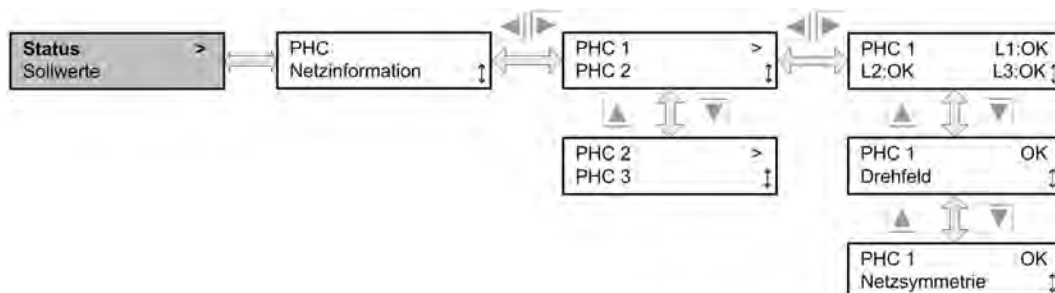 Status >
Sollwerte
PHC
Netzinformation
PHC 1 >
PHC 2
PHC 1 L1:OK
L2:OK L3:OK
PHC 2 >
PHC 3
PHC 1 OK
Drehfeld
PHC 1 OK
Netzsymmetrie